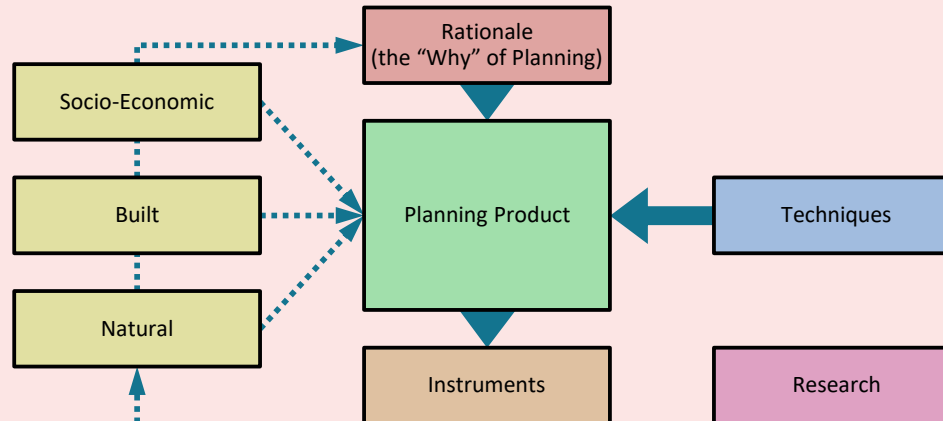 Rationale
(the “Why” of Planning)
Socio-Economic
Built
Planning Product
Techniques
Natural
Instruments
Research